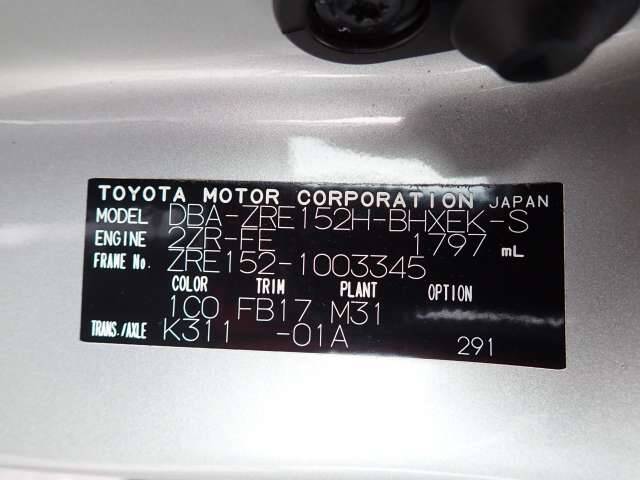 TOYOTA MOTOR CORPORATION JAPAN
MODEL DBA-ZRE152H-BHXEK-S
ENGINE 2ZR-FE 1797 mL
FRAME No. ZRE152-1003345
COLOR TRIM PLANT OPTION
1C0 FB17 M31
TRANS./AXLE K311 -01A 291